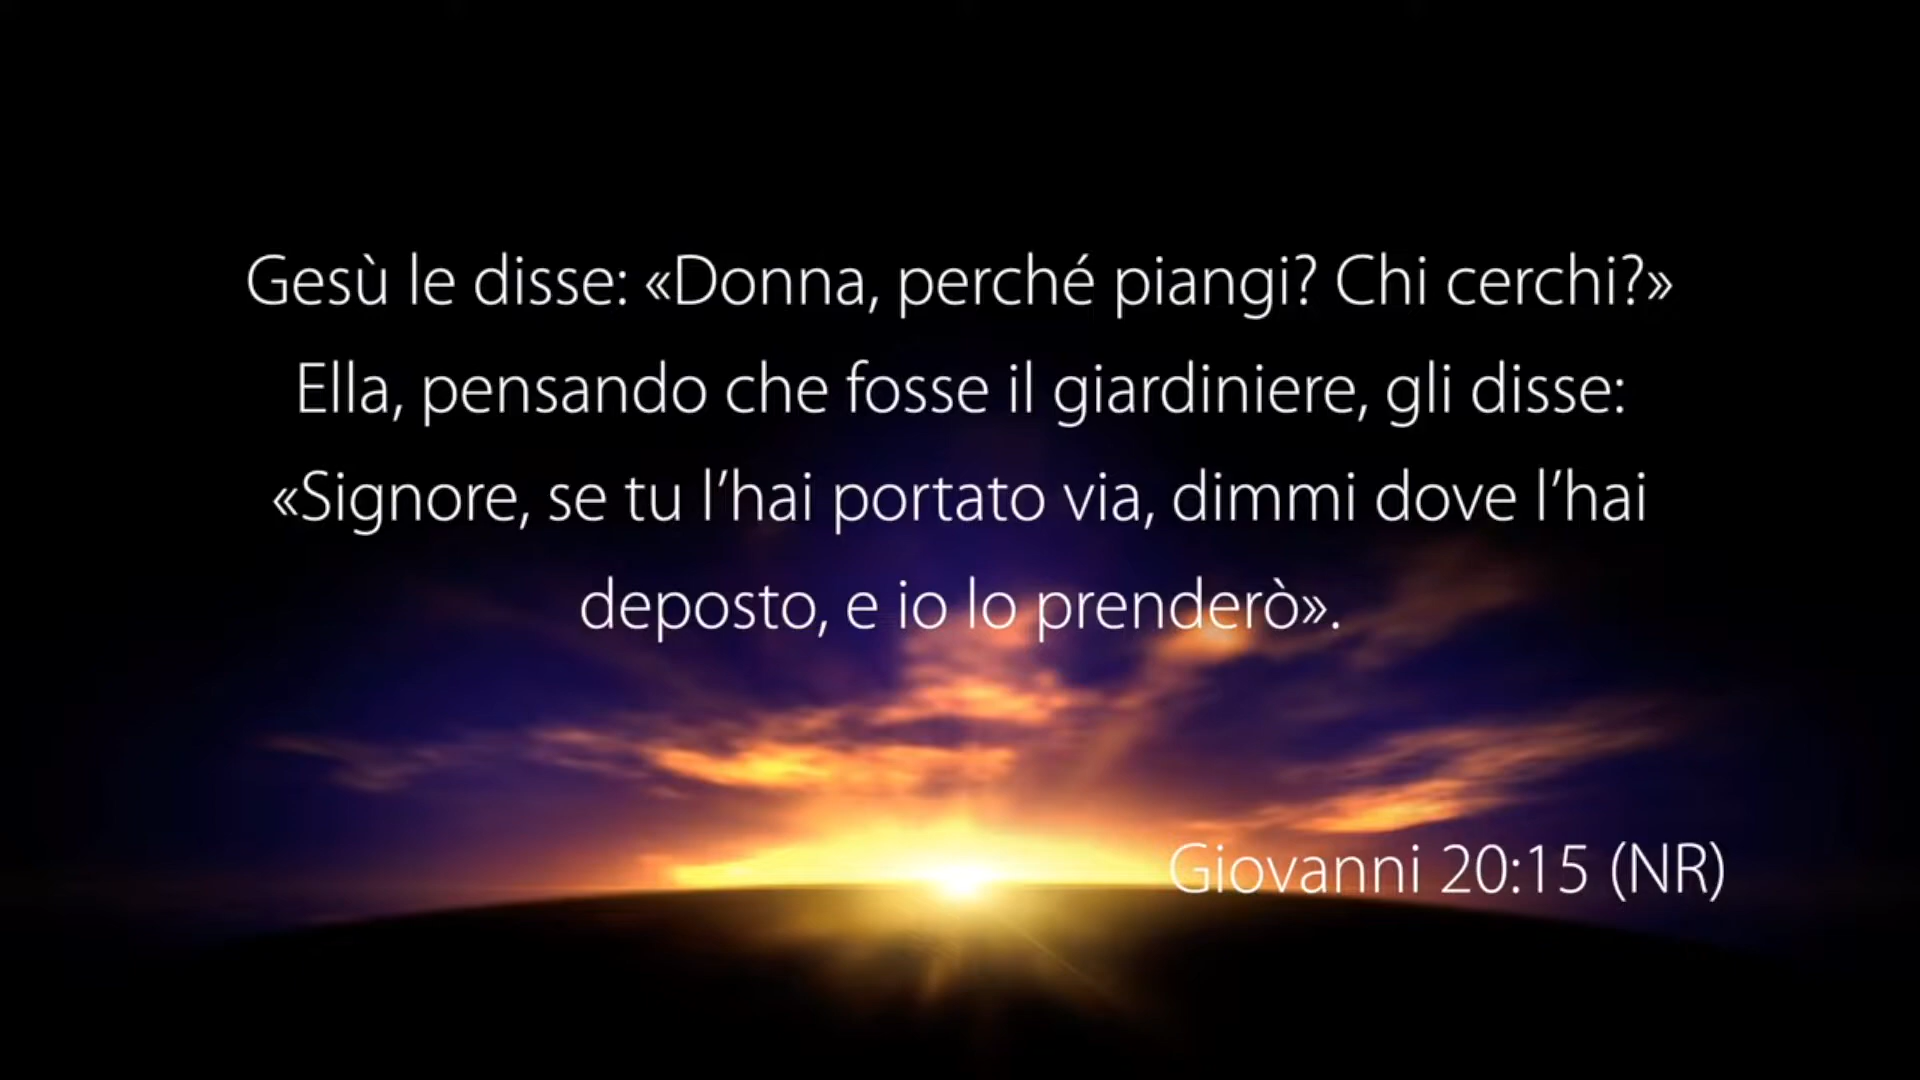 Gesù le disse: «Donna, perché piangi? Chi cerchi?»
Ella, pensando che fosse il giardiniere, gli disse:
«Signore, se tu l’hai portato via, dimmi dove l’hai
deposto, e io lo prenderò».
Giovanni 20:15 (NR)